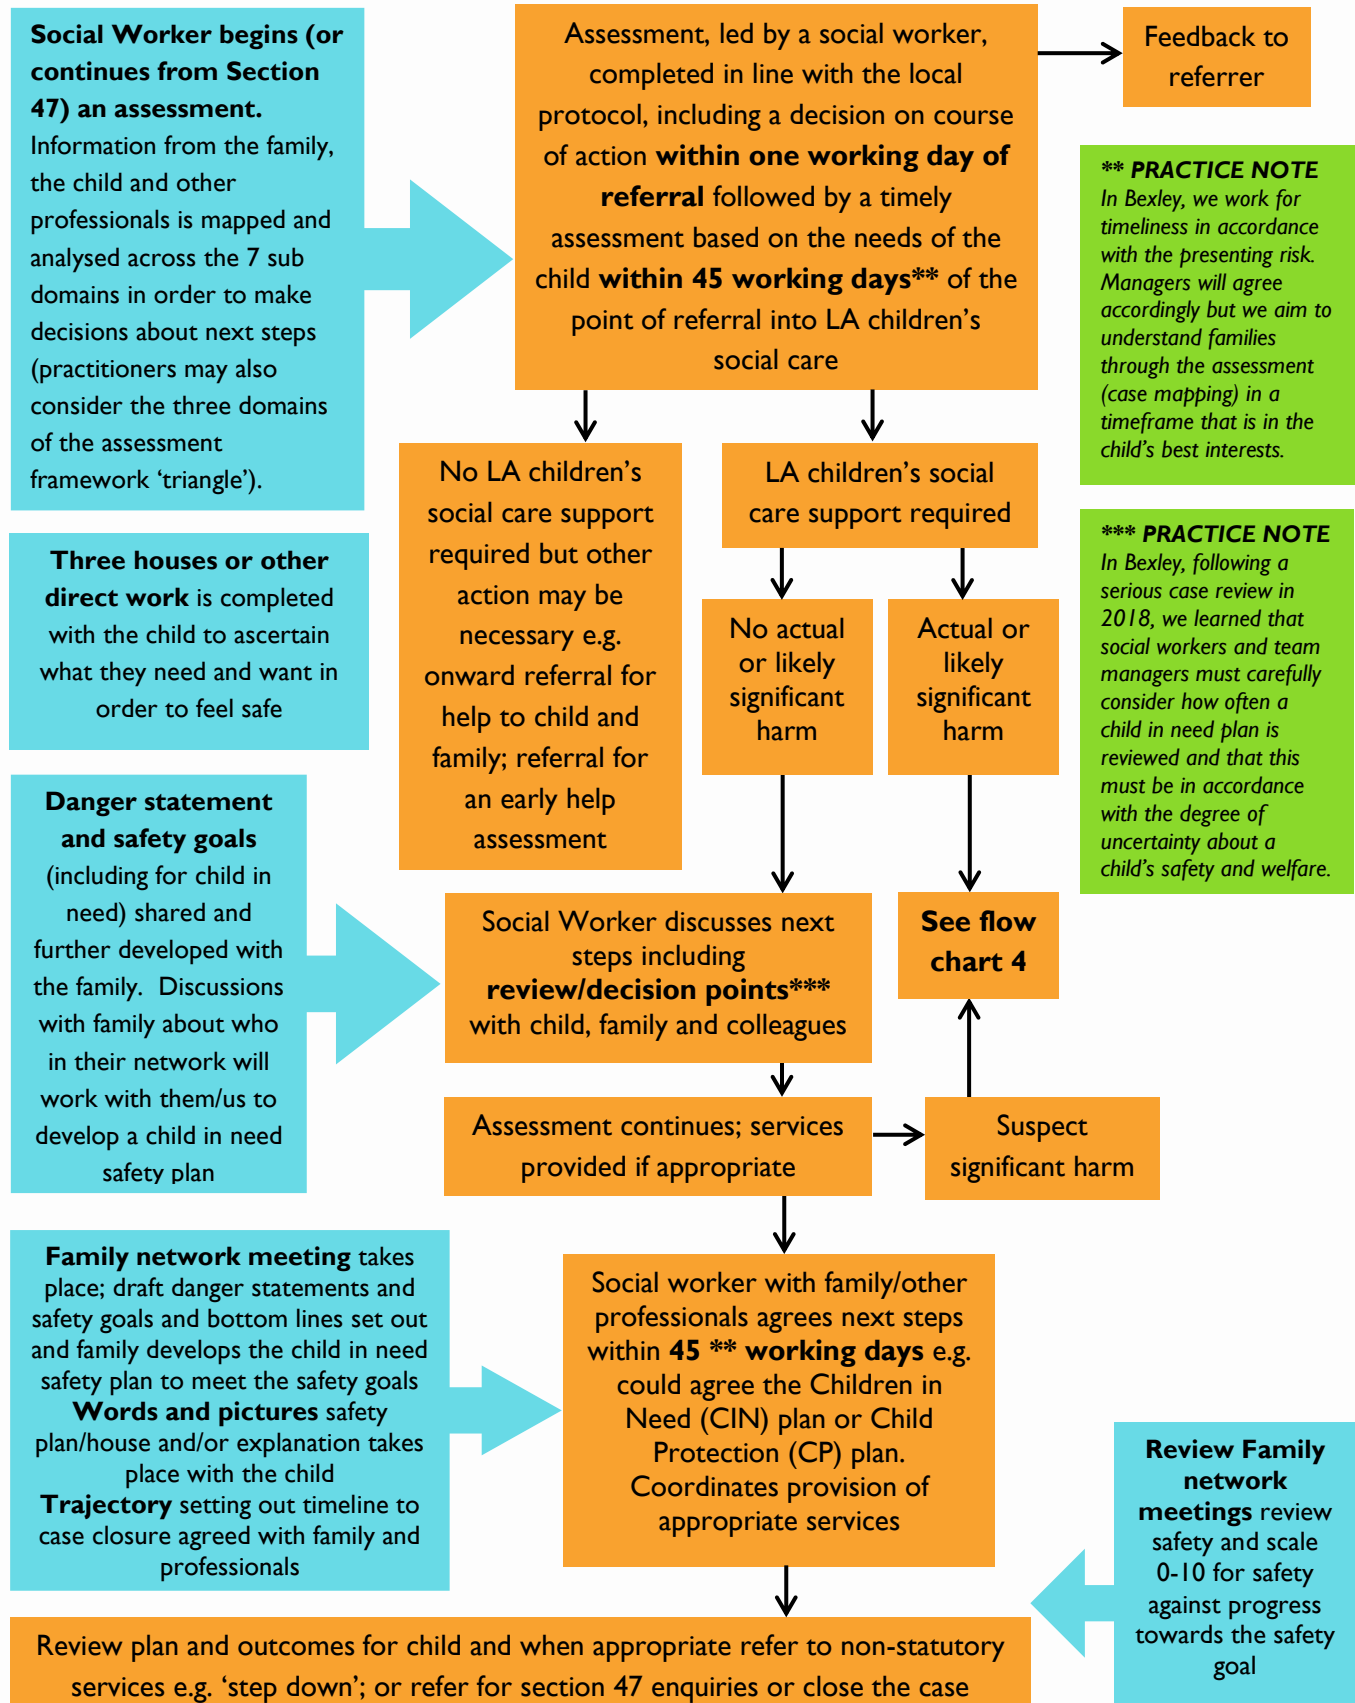 Social Worker begins (or
continues from Section
47) an assessment.
Information from the family,
the child and other
professionals is mapped and
analysed across the 7 sub
domains in order to make
decisions about next steps
(practitioners may also
consider the three domains
of the assessment
framework ‘triangle’).
Assessment, led by a social worker,
completed in line with the local
protocol, including a decision on course
of action within one working day of
referral followed by a timely
assessment based on the needs of the
child within 45 working days** of the
point of referral into LA children’s
social care
Feedback to
referrer
** PRACTICE NOTE
In Bexley, we work for
timeliness in accordance
with the presenting risk.
Managers will agree
accordingly but we aim to
understand families
through the assessment
(case mapping) in a
timeframe that is in the
child’s best interests.
Three houses or other
direct work is completed
with the child to ascertain
what they need and want in
order to feel safe
No LA children’s
social care support
required but other
action may be
necessary e.g.
onward referral for
help to child and
family; referral for
an early help
assessment
LA children’s social
care support required
No actual
or likely
significant
harm
Actual or
likely
significant
harm
*** PRACTICE NOTE
In Bexley, following a
serious case review in
2018, we learned that
social workers and team
managers must carefully
consider how often a
child in need plan is
reviewed and that this
must be in accordance
with the degree of
uncertainty about a
child’s safety and welfare.
Danger statement
and safety goals
(including for child in
need) shared and
further developed with
the family. Discussions
with family about who
in their network will
work with them/us to
develop a child in need
safety plan
Social Worker discusses next
steps including
review/decision points***
with child, family and colleagues
See flow
chart 4
Assessment continues; services
provided if appropriate
Suspect
significant harm
Family network meeting takes
place; draft danger statements and
safety goals and bottom lines set out
and family develops the child in need
safety plan to meet the safety goals
Words and pictures safety
plan/house and/or explanation takes
place with the child
Trajectory setting out timeline to
case closure agreed with family and
professionals
Social worker with family/other
professionals agrees next steps
within 45 ** working days e.g.
could agree the Children in
Need (CIN) plan or Child
Protection (CP) plan.
Coordinates provision of
appropriate services
Review Family
network
meetings review
safety and scale
0-10 for safety
against progress
towards the safety
goal
Review plan and outcomes for child and when appropriate refer to non-statutory
services e.g. ‘step down’; or refer for section 47 enquiries or close the case